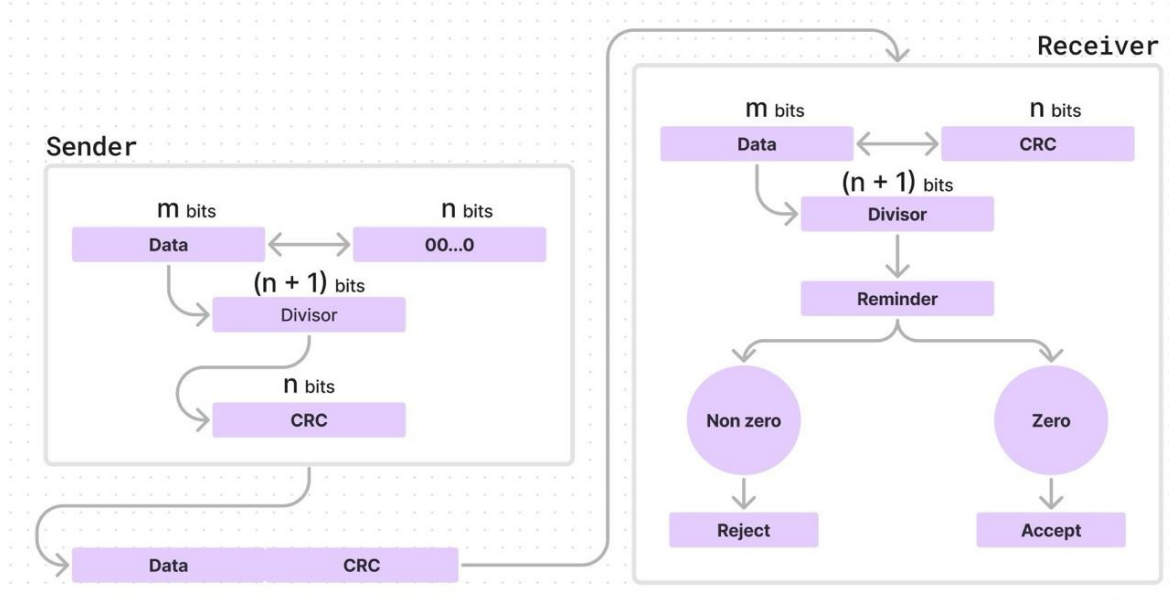 Sender
m bits
n bits
Data
00...0
(n + 1) bits
Divisor
n bits
CRC
Data
CRC
Receiver
m bits
n bits
Data
CRC
(n + 1) bits
Divisor
Reminder
Non zero
Zero
Reject
Accept